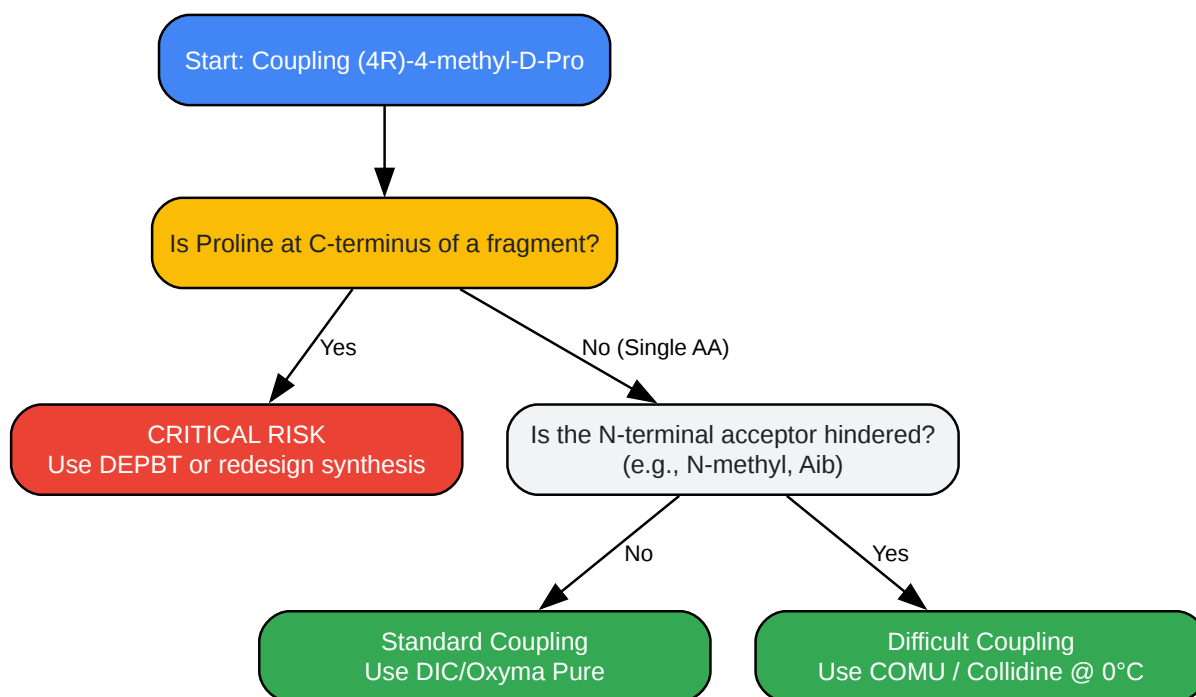 Start: Coupling (4R)-4-methyl-D-Pro
Is Proline at C-terminus of a fragment?
Yes
No (Single AA)
CRITICAL RISK
Use DEPBT or redesign synthesis
Is the N-terminal acceptor hindered?
(e.g., N-methyl, Aib)
No
Yes
Standard Coupling
Use DIC/Oxyma Pure
Difficult Coupling
Use COMU / Collidine @ 0°C